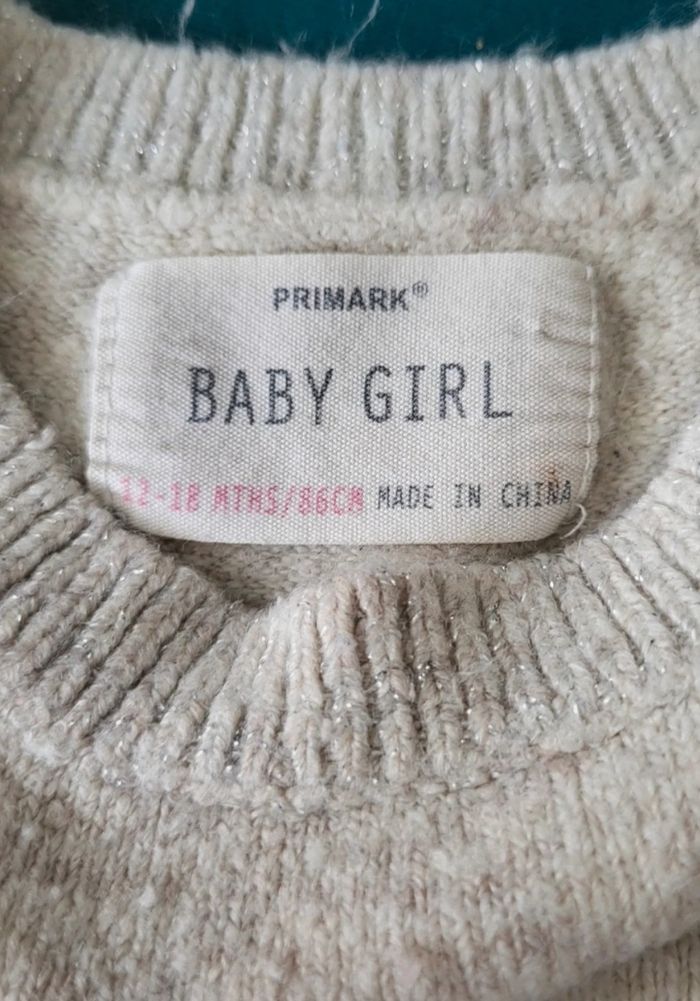 PRIMARK®
BABY GIRL
12-18 MTHS/86CM MADE IN CHINA